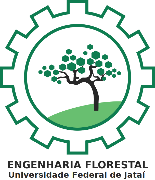 ENGENHARIA FLORESTAL
Universidade Federal de Jataí